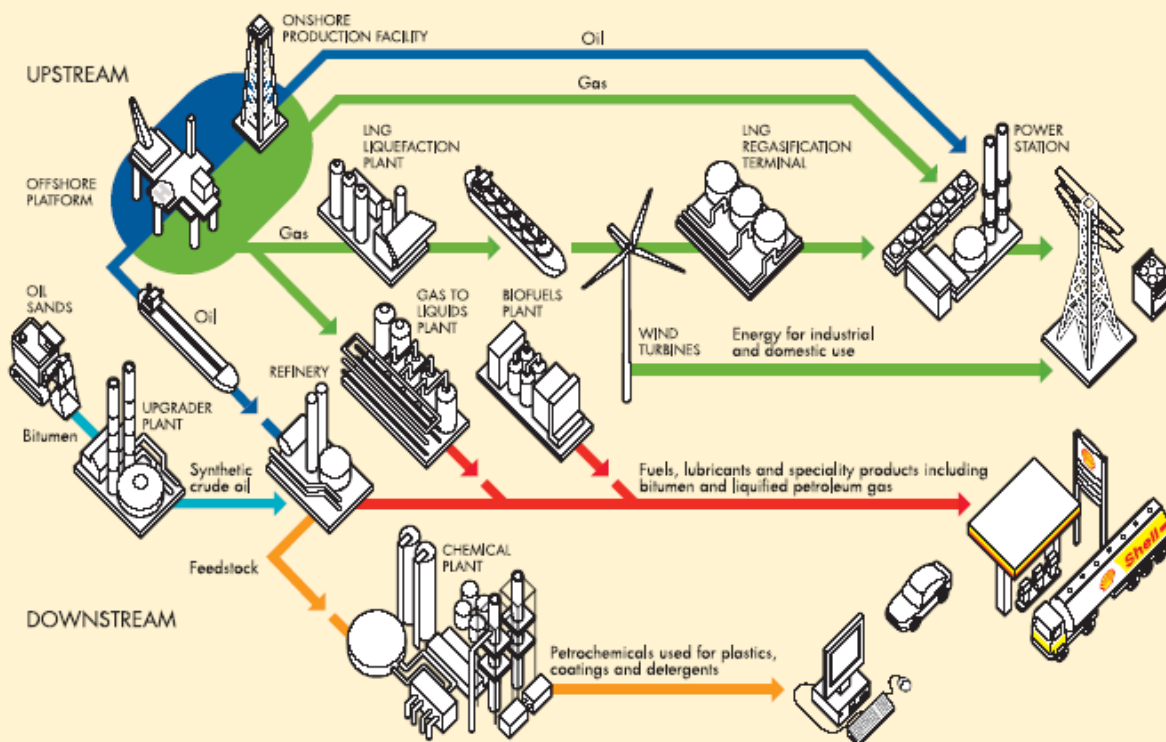 ONSHORE
PRODUCTION FACILITY
Oil
UPSTREAM
Gas
LNG
LIQUEFACTION
PLANT
LNG
REGASIFICATION
TERMINAL
POWER
STATION
OFFSHORE
PLATFORM
Gas
OIL
SANDS
Oil
GAS TO
LIQUIDS
PLANT
BIOFUELS
PLANT
WIND
TURBINES
Energy for industrial
and domestic use
REFINERY
UPGRADER
PLANT
Bitumen
Synthetic
crude oil
Fuels, lubricants and speciality products including
bitumen and liquified petroleum gas
Feedstock
CHEMICAL
PLANT
Shell
DOWNSTREAM
Petrochemicals used for plastics,
coatings and detergents